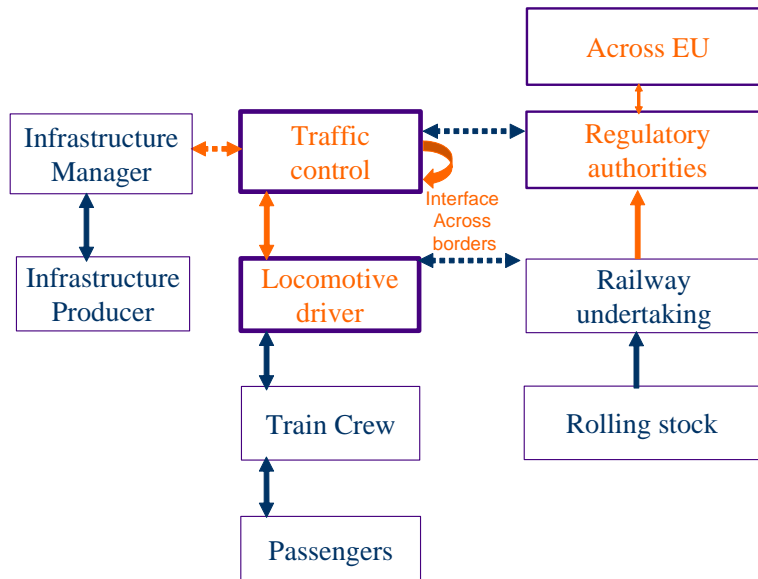 Across EU
Infrastructure
Manager
Traffic
control
Regulatory
authorities
Interface
Across
borders
Infrastructure
Producer
Locomotive
driver
Railway
undertaking
Train Crew
Rolling stock
Passengers